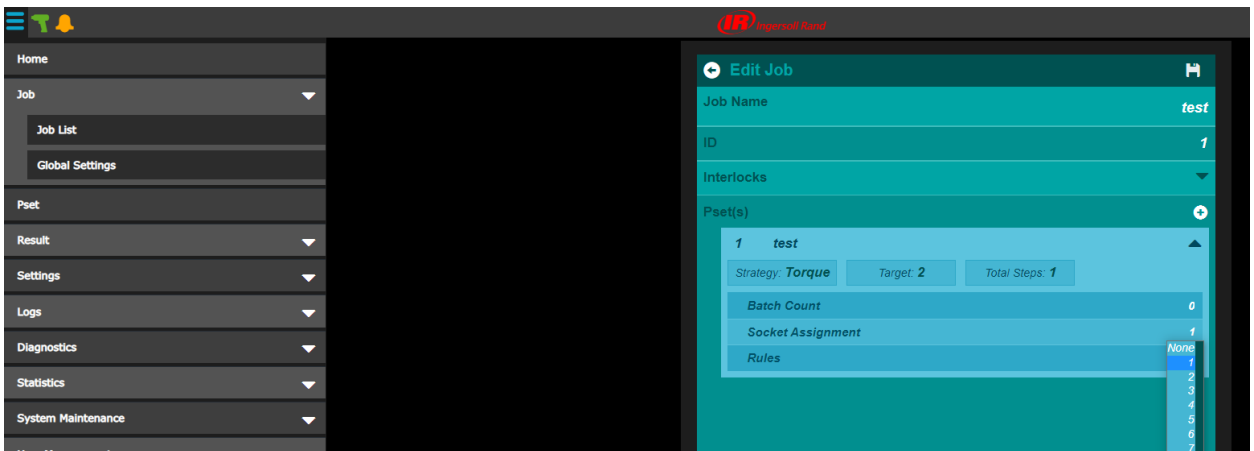 IR Ingersoll Rand
Home
Job
Job List
Global Settings
Pset
Result
Settings
Logs
Diagnostics
Statistics
System Maintenance
Edit Job
Job Name
test
ID
1
Interlocks
Pset(s)
1 test
Strategy: Torque Target: 2 Total Steps: 1
Batch Count 0
Socket Assignment 1
Rules
None
1
2
3
4
5
6
7